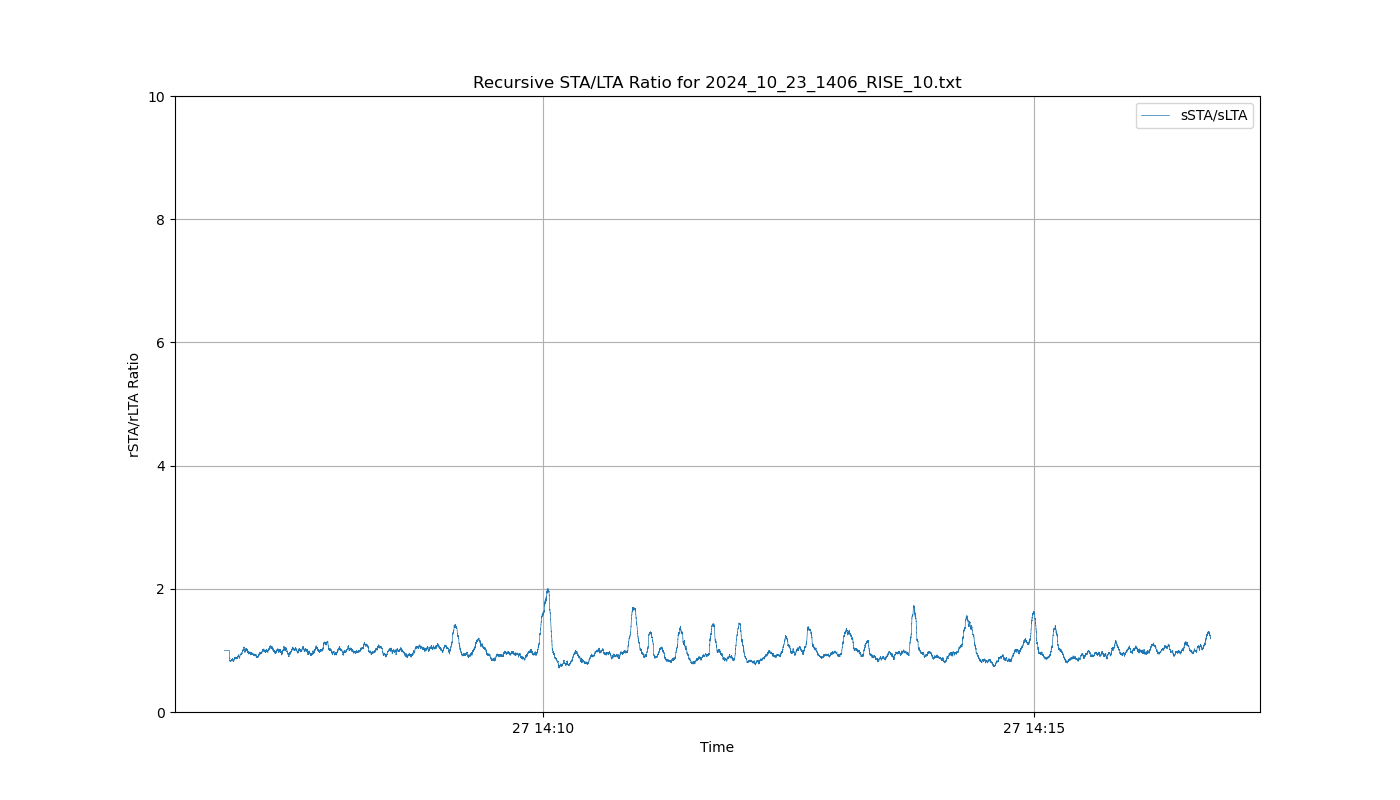 Recursive STA/LTA Ratio for 2024_10_23_1406_RISE_10.txt
sSTA/sLTA
10
8
6
4
2
0
rSTA/rLTA Ratio
27 14:10
27 14:15
Time